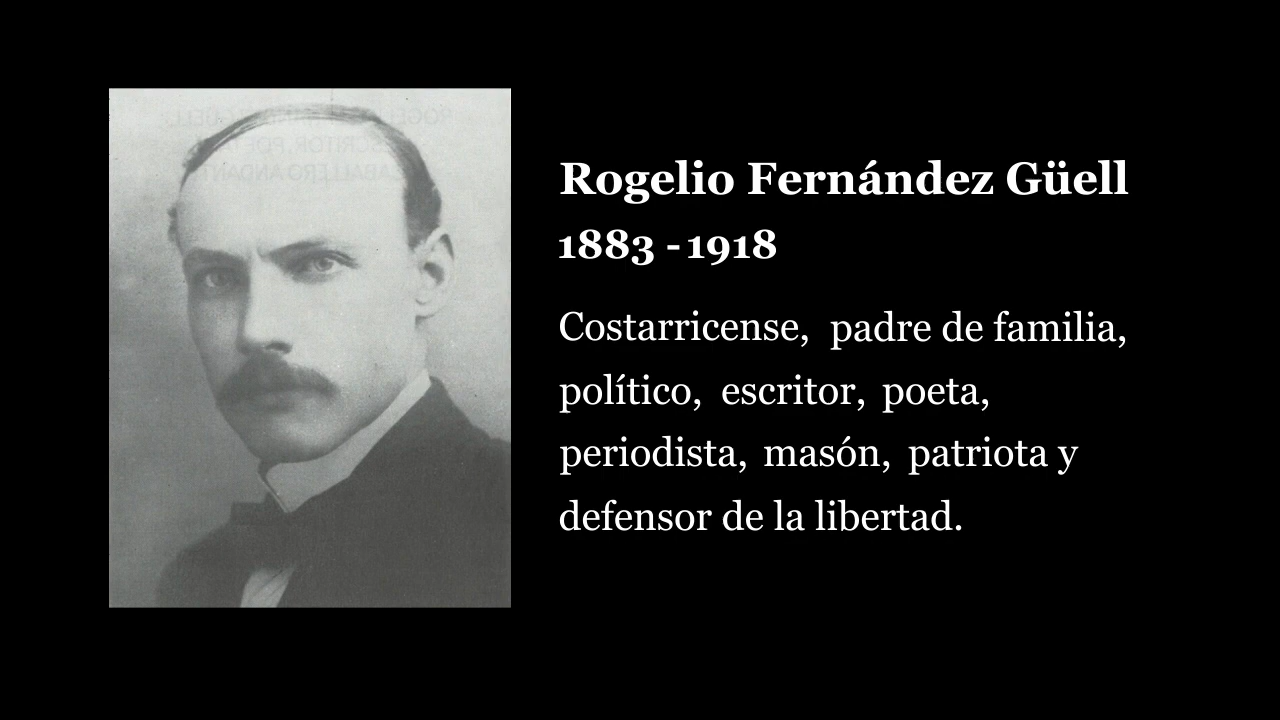 Rogelio Fernández Güell
1883 - 1918
Costarricense, padre de familia,
político, escritor, poeta,
periodista, masón, patriota y
defensor de la libertad.